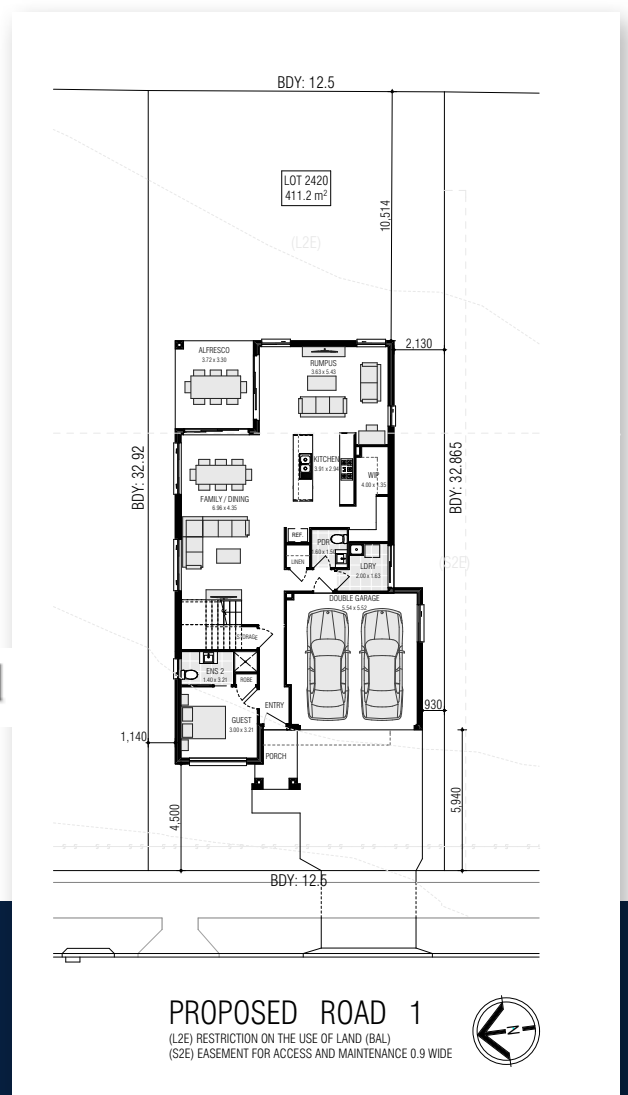 BDY: 12.5
LOT 2420
411.2 m²
10,514
(L2E)
ALFRESCO
3.72 x 3.30
RUMPUS
3.63 x 5.43
2,130
BDY: 32.92
BDY: 32.865
KITCHEN
3.91 x 2.94
WIP
4.00 x 1.35
FAMILY / DINING
6.96 x 4.35
REF.
PDR
1.60 x 1.50
LINEN
LDRY
2.00 x 1.63
(S2E)
DOUBLE GARAGE
5.54 x 5.52
STORAGE
ENS 2
1.40 x 3.21
ROBE
GUEST
3.00 x 3.21
ENTRY
930
1,140
PORCH
4,500
5,940
BDY: 12.5
PROPOSED ROAD 1
(L2E) RESTRICTION ON THE USE OF LAND (BAL)
(S2E) EASEMENT FOR ACCESS AND MAINTENANCE 0.9 WIDE
N